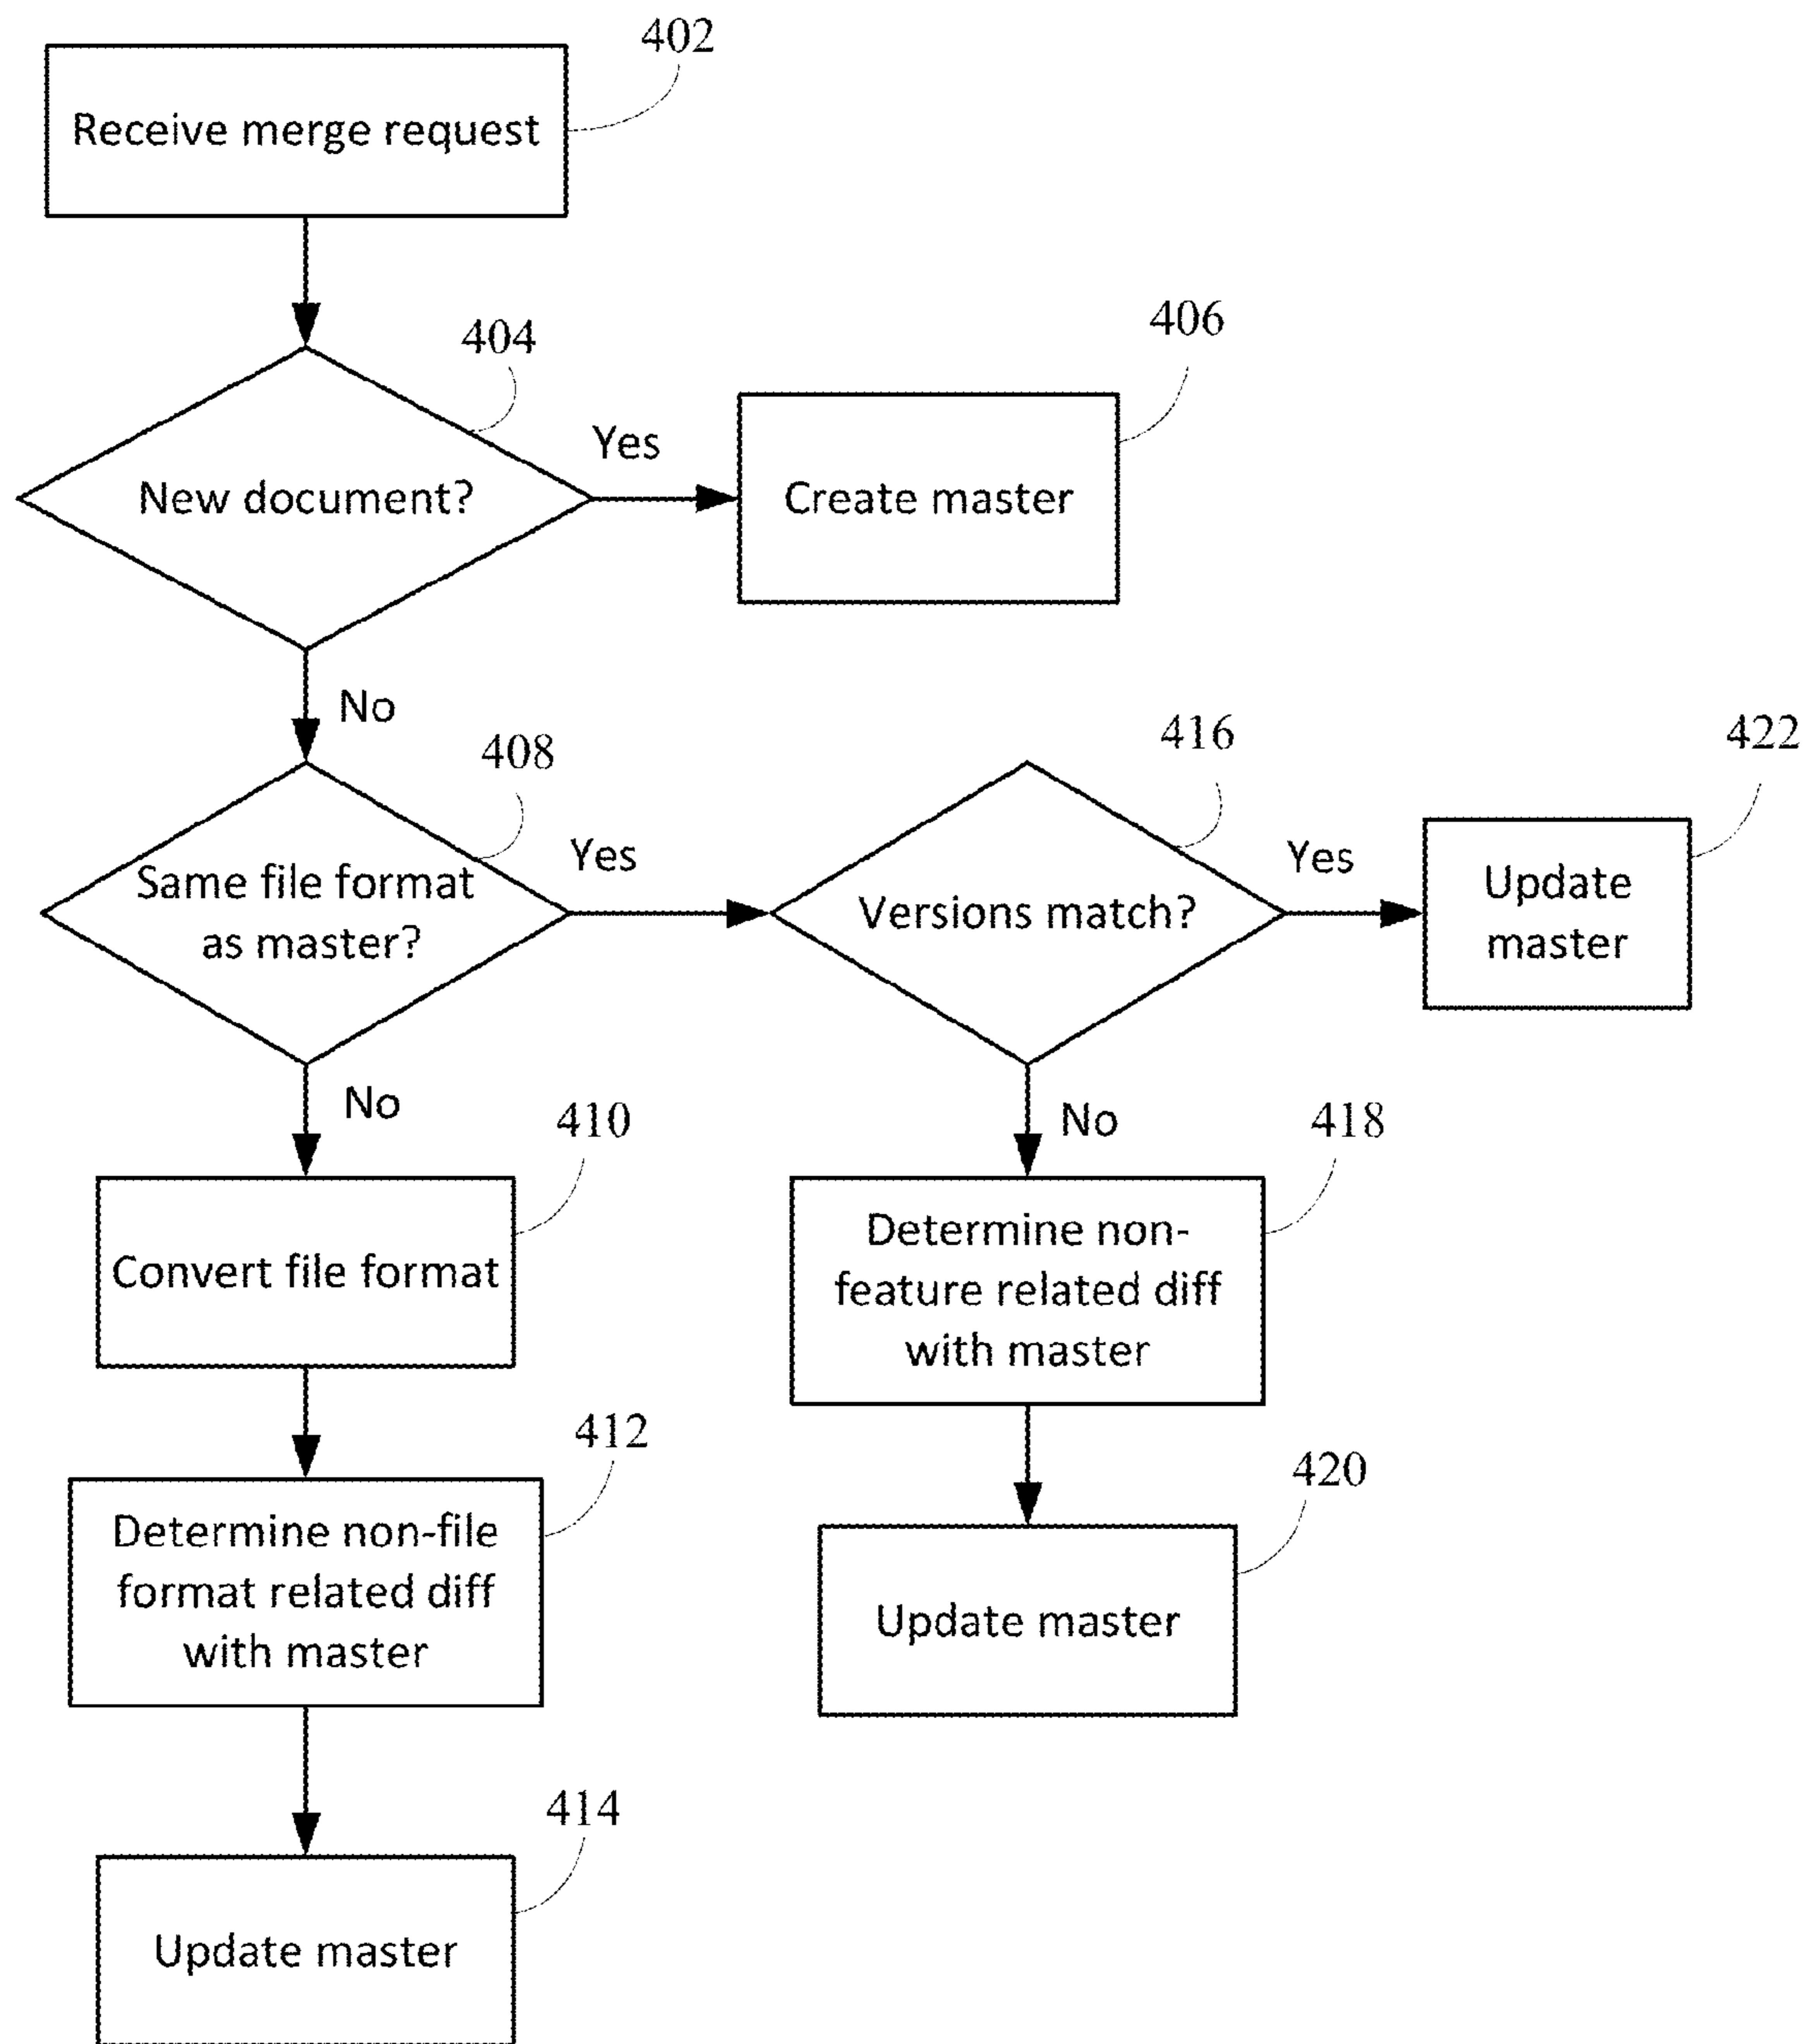 402
Receive merge request
404
406
New document?
Yes
Create master
No
408
416
422
Same file format
as master?
Yes
Versions match?
Yes
Update
master
No
410
No
418
Convert file format
Determine non-
feature related diff
with master
412
420
Determine non-file
format related diff
with master
Update master
414
Update master